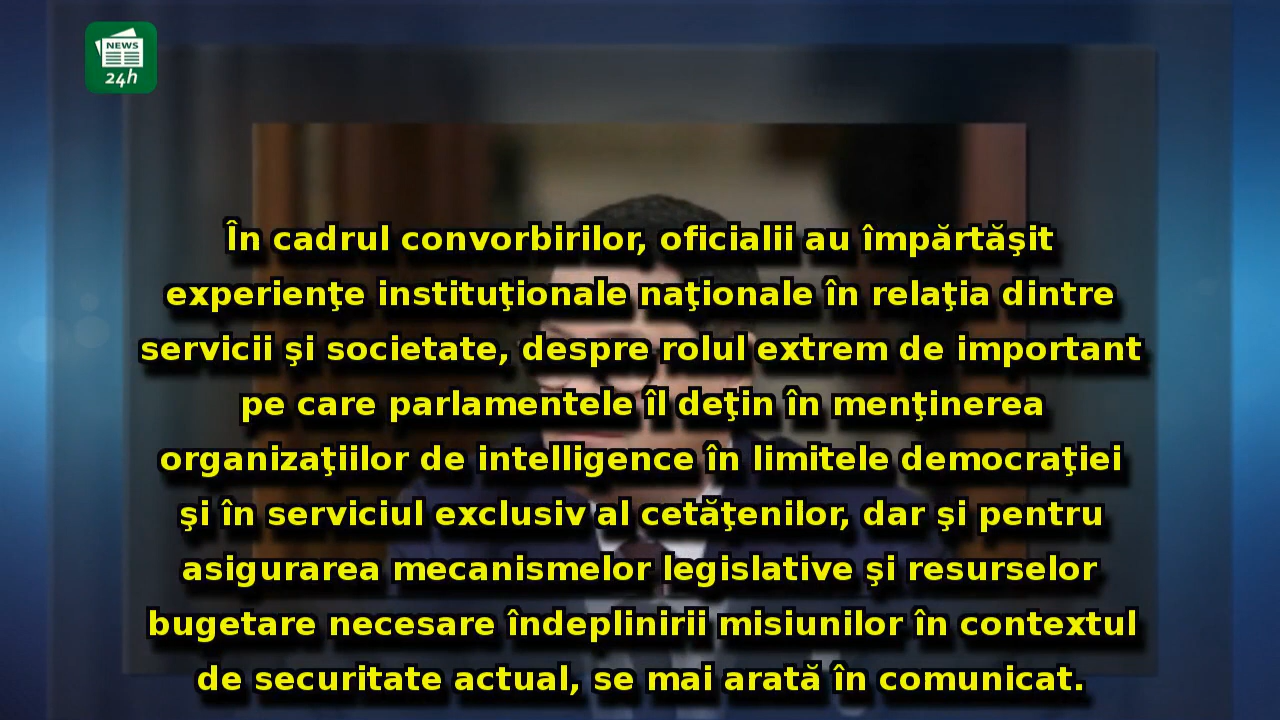 NEWS
24h
În cadrul convorbirilor, oficialii au împărtăşit
experienţe instituţionale naţionale în relaţia dintre
servicii şi societate, despre rolul extrem de important
pe care parlamentele îl deţin în menţinerea
organizaţiilor de intelligence în limitele democraţiei
şi în serviciul exclusiv al cetăţenilor, dar şi pentru
asigurarea mecanismelor legislative şi resurselor
bugetare necesare îndeplinirii misiunilor în contextul
de securitate actual, se mai arată în comunicat.